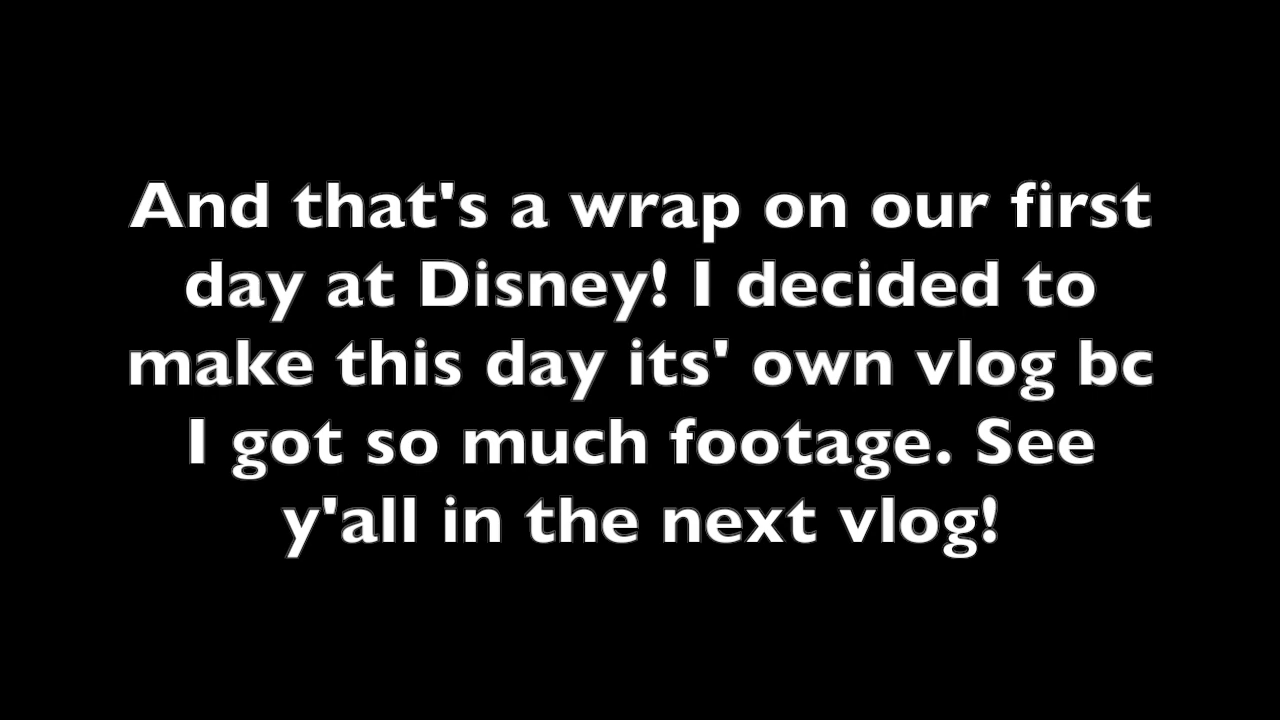 And that's a wrap on our first
day at Disney! I decided to
make this day its' own vlog bc
I got so much footage. See
y'all in the next vlog!